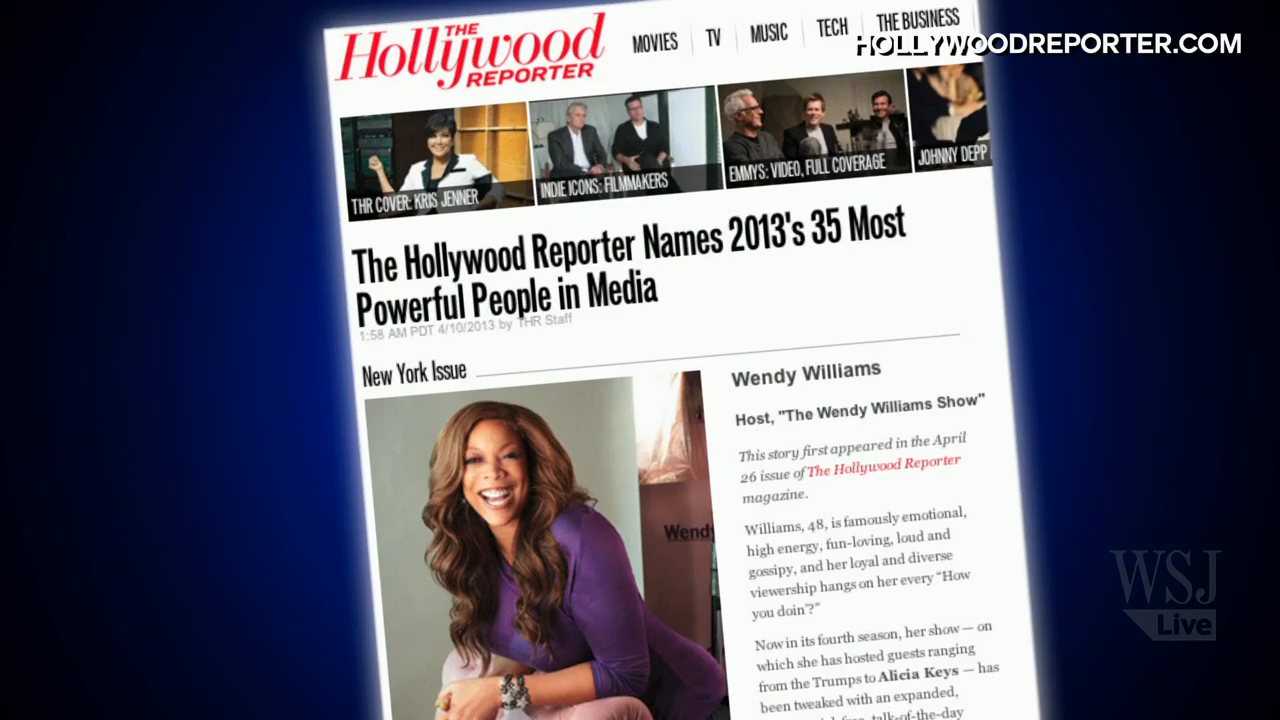 THE
Hollywood
REPORTER
MOVIES TV MUSIC TECH THE BUSINESS
HOLLYWOODREPORTER.COM
THR COVER: KRIS JENNER
INDIE ICONS: FILMMAKERS
EMMYS: VIDEO, FULL COVERAGE
JOHNNY DEPP
The Hollywood Reporter Names 2013's 35 Most
Powerful People in Media
1:58 AM PDT 4/10/2013 by THR Staff
New York Issue
Wendy
Wendy Williams
Host, "The Wendy Williams Show"
This story first appeared in the April
26 issue of The Hollywood Reporter
magazine.
Williams, 48, is famously emotional,
high energy, fun-loving, loud and
gossipy, and her loyal and diverse
viewership hangs on her every “How
you doin'?”
Now in its fourth season, her show — on
which she has hosted guests ranging
from the Trumps to Alicia Keys — has
been tweaked with an expanded,
talk-of-the-day
WSJ
Live